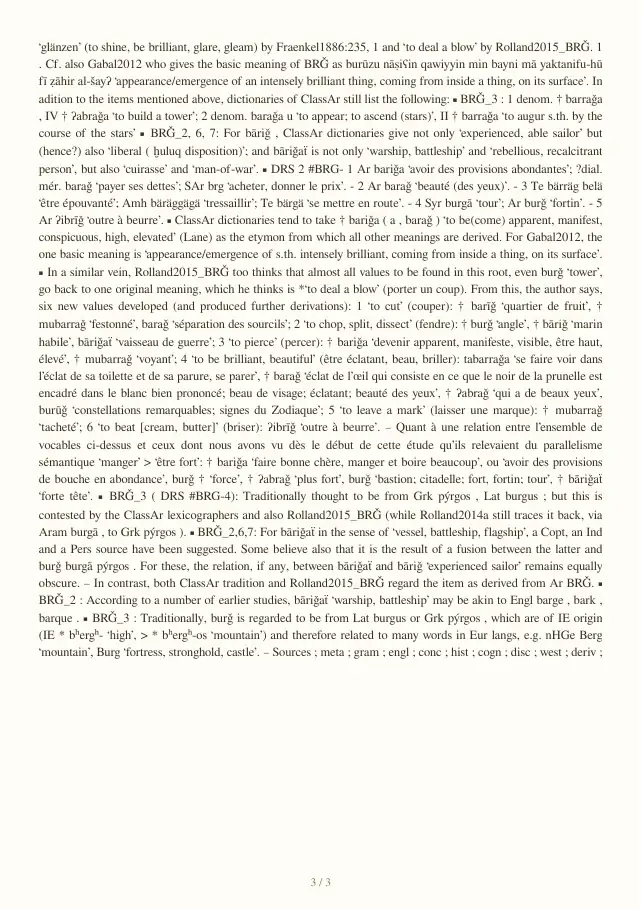 ‘glänzen’ (to shine, be brilliant, glare, gleam) by Fraenkel1886:235, 1 and ‘to deal a blow’ by Rolland2015_BRǦ. 1
. Cf. also Gabal2012 who gives the basic meaning of BRǦ as burūzu nāṣiʕin qawiyyin min bayni mā yaktanifu-hū
fī ẓāhir al-šayʔ ‘appearance/emergence of an intensely brilliant thing, coming from inside a thing, on its surface’. In
adition to the items mentioned above, dictionaries of ClassAr still list the following: ▪ BRǦ_3 : 1 denom. † barraǧa
, IV † ʔabraǧa ‘to build a tower’; 2 denom. baraǧa u ‘to appear; to ascend (stars)’, II † barraǧa ‘to augur s.th. by the
course of the stars’ ▪ BRǦ_2, 6, 7: For bāriǧ , ClassAr dictionaries give not only ‘experienced, able sailor’ but
(hence?) also ‘liberal ( ḫuluq disposition)’; and bāriǧaẗ is not only ‘warship, battleship’ and ‘rebellious, recalcitrant
person’, but also ‘cuirasse’ and ‘man-of-war’. ▪ DRS 2 #BRG- 1 Ar bariǧa ‘avoir des provisions abondantes’; ?dial.
mér. baraǧ ‘payer ses dettes’; SAr brg ‘acheter, donner le prix’. - 2 Ar baraǧ ‘beauté (des yeux)’. - 3 Te bärräg belä
‘être épouvanté’; Amh bäräggägä ‘tressaillir’; Te bärgä ‘se mettre en route’. - 4 Syr burgā ‘tour’; Ar burǧ ‘fortin’. - 5
Ar ʔibrīǧ ‘outre à beurre’. ▪ ClassAr dictionaries tend to take † bariǧa ( a , baraǧ ) ‘to be(come) apparent, manifest,
conspicuous, high, elevated’ (Lane) as the etymon from which all other meanings are derived. For Gabal2012, the
one basic meaning is ‘appearance/emergence of s.th. intensely brilliant, coming from inside a thing, on its surface’.
▪ In a similar vein, Rolland2015_BRǦ too thinks that almost all values to be found in this root, even burǧ ‘tower’,
go back to one original meaning, which he thinks is *‘to deal a blow’ (porter un coup). From this, the author says,
six new values developed (and produced further derivations): 1 ‘to cut’ (couper): † barīǧ ‘quartier de fruit’, †
mubarraǧ ‘festonné’, baraǧ ‘séparation des sourcils’; 2 ‘to chop, split, dissect’ (fendre): † burǧ ‘angle’, † bāriǧ ‘marin
habile’, bāriǧaẗ ‘vaisseau de guerre’; 3 ‘to pierce’ (percer): † bariǧa ‘devenir apparent, manifeste, visible, être haut,
élevé’, † mubarraǧ ‘voyant’; 4 ‘to be brilliant, beautiful’ (être éclatant, beau, briller): tabarraǧa ‘se faire voir dans
l’éclat de sa toilette et de sa parure, se parer’, † baraǧ ‘éclat de l’œil qui consiste en ce que le noir de la prunelle est
encadré dans le blanc bien prononcé; beau de visage; éclatant; beauté des yeux’, † ʔabraǧ ‘qui a de beaux yeux’,
burūǧ ‘constellations remarquables; signes du Zodiaque’; 5 ‘to leave a mark’ (laisser une marque): † mubarraǧ
‘tacheté’; 6 ‘to beat [cream, butter]’ (briser): ʔibrīǧ ‘outre à beurre’. – Quant à une relation entre l’ensemble de
vocables ci-dessus et ceux dont nous avons vu dès le début de cette étude qu’ils relevaient du parallelisme
sémantique ‘manger’ > ‘être fort’: † bariǧa ‘faire bonne chère, manger et boire beaucoup’, ou ‘avoir des provisions
de bouche en abondance’, burǧ † ‘force’, † ʔabraǧ ‘plus fort’, burǧ ‘bastion; citadelle; fort, fortin; tour’, † bāriǧaẗ
‘forte tête’. ▪ BRǦ_3 ( DRS #BRG-4): Traditionally thought to be from Grk pýrgos , Lat burgus ; but this is
contested by the ClassAr lexicographers and also Rolland2015_BRǦ (while Rolland2014a still traces it back, via
Aram burgā , to Grk pýrgos ). ▪ BRǦ_2,6,7: For bāriǧaẗ in the sense of ‘vessel, battleship, flagship’, a Copt, an Ind
and a Pers source have been suggested. Some believe also that it is the result of a fusion between the latter and
burǧ burgā pýrgos . For these, the relation, if any, between bāriǧaẗ and bāriǧ ‘experienced sailor’ remains equally
obscure. – In contrast, both ClassAr tradition and Rolland2015_BRǦ regard the item as derived from Ar BRǦ. ▪
BRǦ_2 : According to a number of earlier studies, bāriǧaẗ ‘warship, battleship’ may be akin to Engl barge , bark ,
barque . ▪ BRǦ_3 : Traditionally, burǧ is regarded to be from Lat burgus or Grk pýrgos , which are of IE origin
(IE * bʰergʰ- ‘high’, > * bʰergʰ-os ‘mountain’) and therefore related to many words in Eur langs, e.g. nHGe Berg
‘mountain’, Burg ‘fortress, stronghold, castle’. – Sources ; meta ; gram ; engl ; conc ; hist ; cogn ; disc ; west ; deriv ;
3 / 3